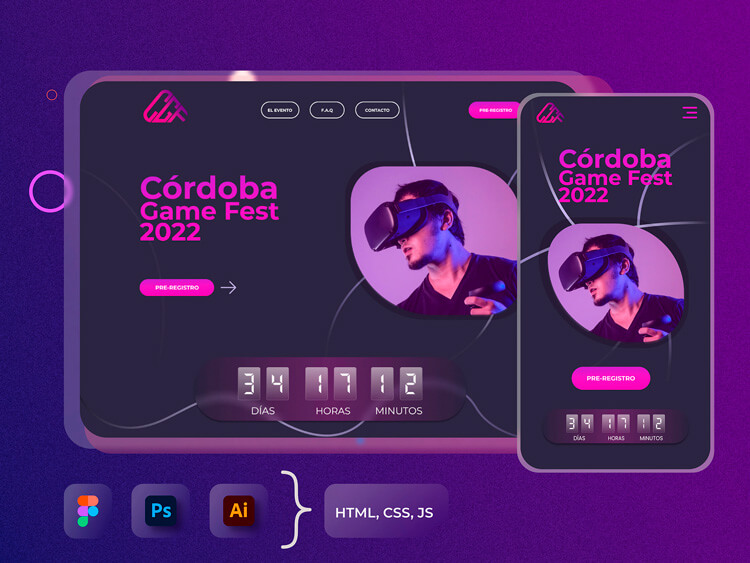 EL EVENTO
F.A.Q
CONTACTO
PRE-REGISTRO
Córdoba
Game Fest
2022
PRE-REGISTRO
34 17 12
DÍAS HORAS MINUTOS
Córdoba
Game Fest
2022
PRE-REGISTRO
34 17 12
DÍAS HORAS MINUTOS
Ps
Ai
HTML, CSS, JS